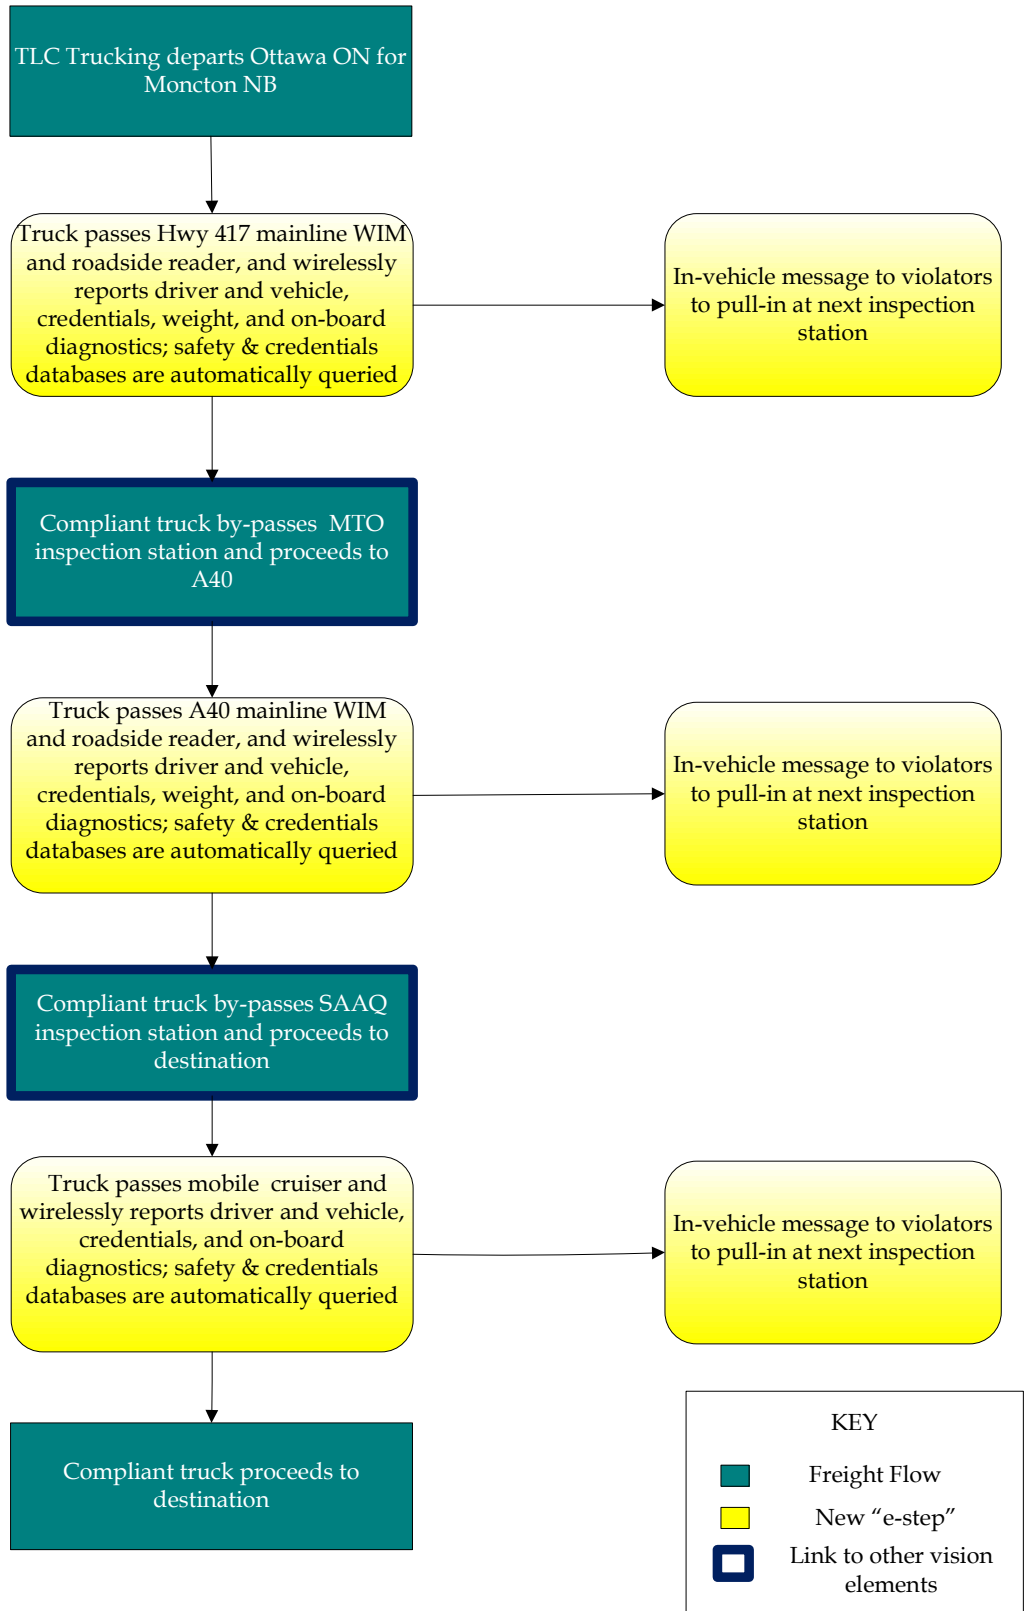 TLC Trucking departs Ottawa ON for
Moncton NB
Truck passes Hwy 417 mainline WIM
and roadside reader, and wirelessly
reports driver and vehicle,
credentials, weight, and on-board
diagnostics; safety & credentials
databases are automatically queried
In-vehicle message to violators
to pull-in at next inspection
station
Compliant truck by-passes MTO
inspection station and proceeds to
A40
Truck passes A40 mainline WIM
and roadside reader, and wirelessly
reports driver and vehicle,
credentials, weight, and on-board
diagnostics; safety & credentials
databases are automatically queried
In-vehicle message to violators
to pull-in at next inspection
station
Compliant truck by-passes SAAQ
inspection station and proceeds to
destination
Truck passes mobile cruiser and
wirelessly reports driver and vehicle,
credentials, and on-board
diagnostics; safety & credentials
databases are automatically queried
In-vehicle message to violators
to pull-in at next inspection
station
Compliant truck proceeds to
destination
KEY
Freight Flow
New “e-step”
Link to other vision
elements